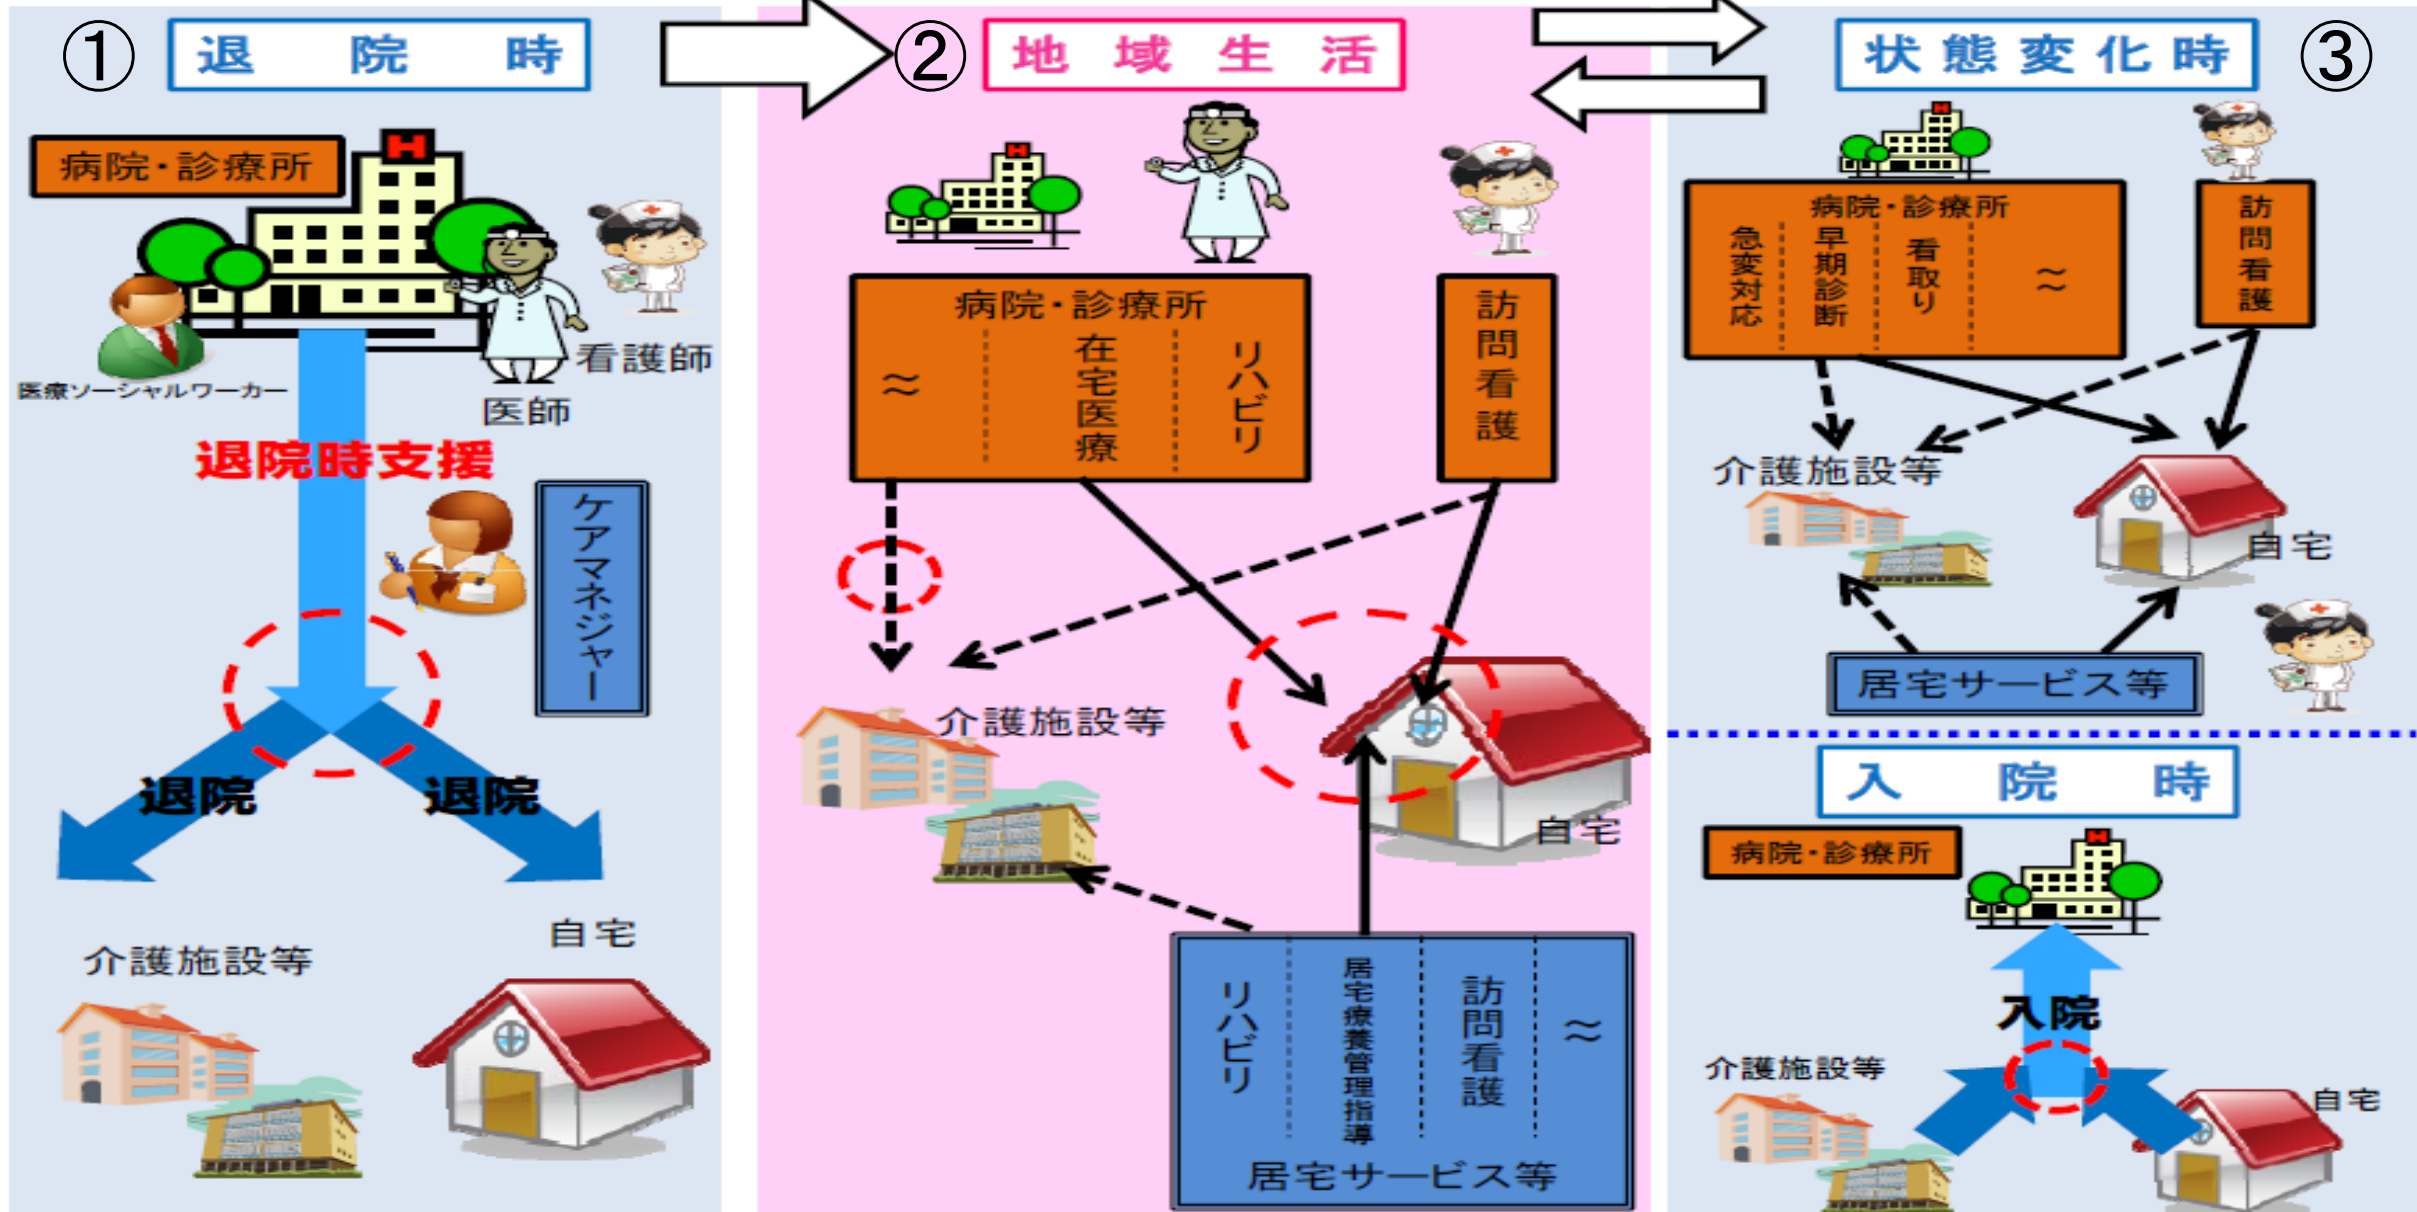 ① 退院時
病院・診療所
H
医療ソーシャルワーカー
看護師
医師
退院時支援
ケアマネジャー
退院
退院
介護施設等
自宅
② 地域生活
H
病院・診療所
≈
在宅医療
リハビリ
訪問看護
介護施設等
自宅
リハビリ
居宅療養管理指導
訪問看護
≈
居宅サービス等
状態変化時 ③
H
病院・診療所
急変対応
早期診断
看取り
≈
訪問看護
介護施設等
自宅
居宅サービス等
入院時
病院・診療所
H
入院
介護施設等
自宅